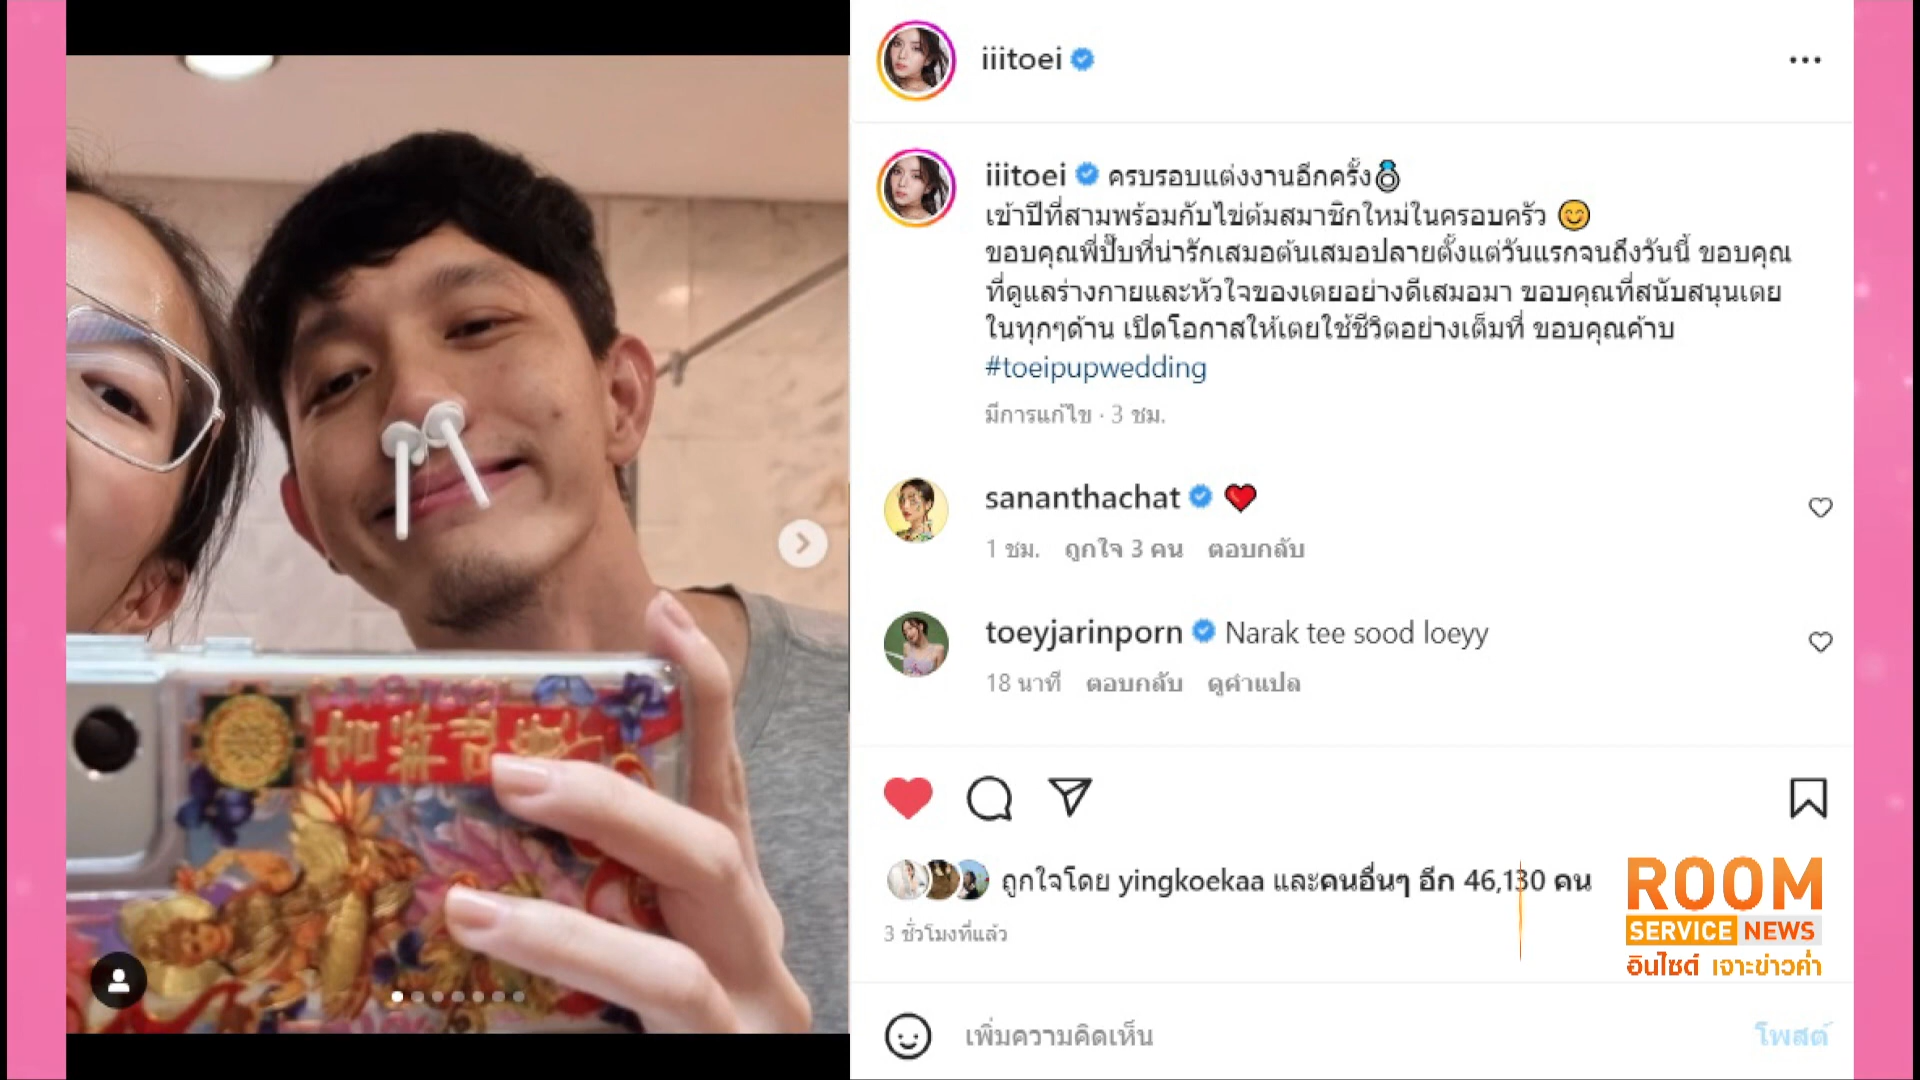 iiitoei
iiitoei ครบรอบแต่งงานอีกครั้ง💍
เข้าปีที่สามพร้อมกับไข่ต้มสมาชิกใหม่ในครอบครัว 😊
ขอบคุณพี่ปั๊บที่น่ารักเสมอต้นเสมอปลายตั้งแต่วันแรกจนถึงวันนี้ ขอบคุณ
ที่ดูแลร่างกายและหัวใจของเตยอย่างดีเสมอมา ขอบคุณที่สนับสนุนเตย
ในทุกๆด้าน เปิดโอกาสให้เตยใช้ชีวิตอย่างเต็มที่ ขอบคุณค้าบ
#toeipupwedding
มีการแก้ไข · 3 ชม.
sananthachat ❤️
1 ชม. ถูกใจ 3 คน ตอบกลับ
toeyjarinporn Narak tee sood loeyy
18 นาที ตอบกลับ ดูคำแปล
ถูกใจโดย yingkoekaa และคนอื่นๆ อีก 46,130 คน
3 ชั่วโมงที่แล้ว
ROOM
SERVICE NEWS
อินไซด์ เจาะข่าวค่ำ
เพิ่มความคิดเห็น
โพสต์